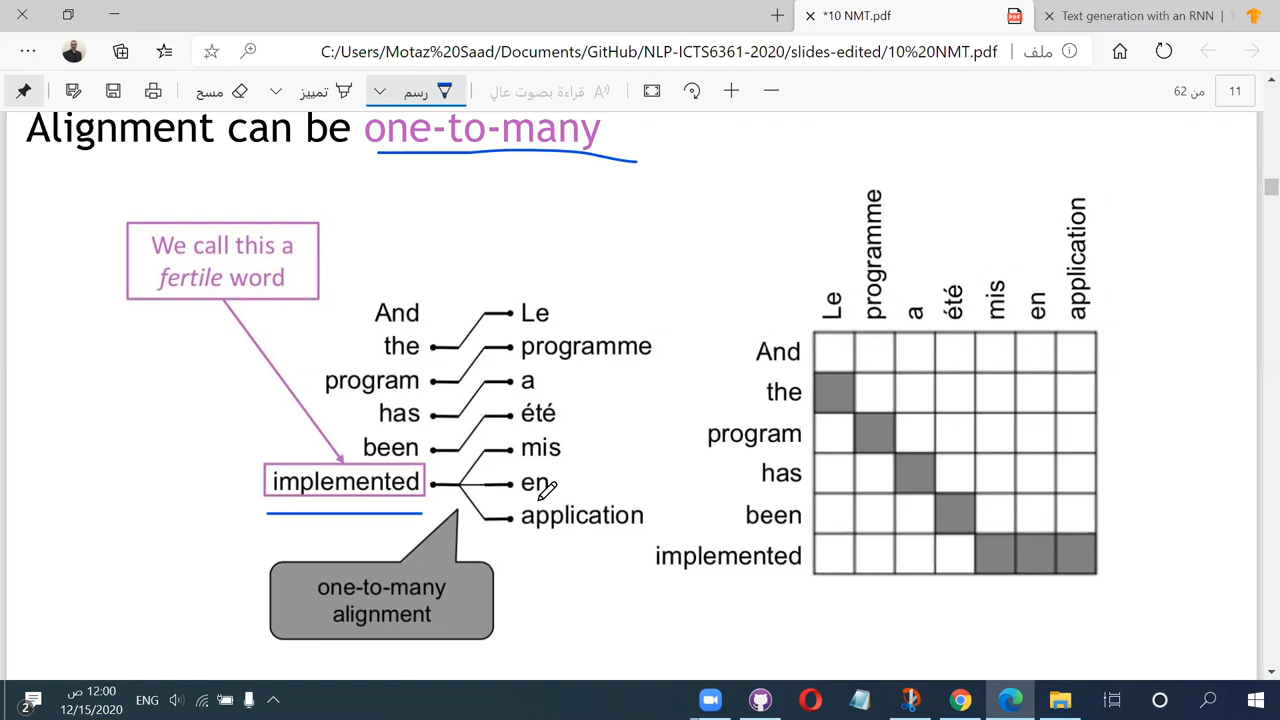 *10 NMT.pdf
Text generation with an RNN
C:/Users/Motaz%20Saad/Documents/GitHub/NLP-ICTS6361-2020/slides-edited/10%20NMT.pdf
ملف
مسح
تمييز
رسم
قراءة بصوت عالٍ
من 62
11
Alignment can be one-to-many
We call this a
fertile word
And
the
program
has
been
implemented
Le
programme
a
été
mis
en
application
one-to-many
alignment
Le
programme
a
été
mis
en
application
And
the
program
has
been
implemented
2
12:00 ص
12/15/2020
ENG